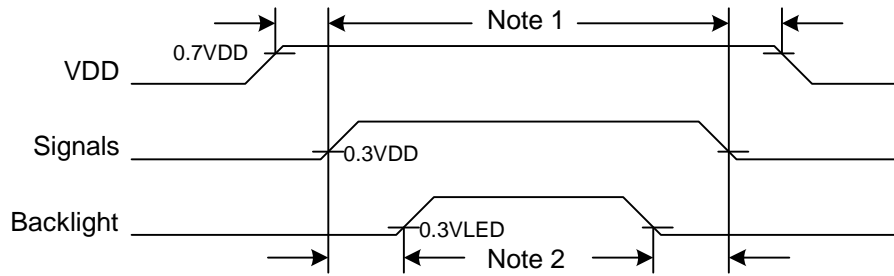 Note 1
0.7VDD
VDD
Signals
0.3VDD
Backlight
0.3VLED
Note 2